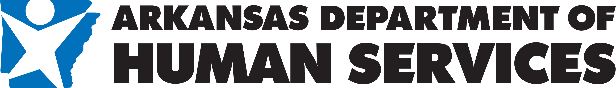 ARKANSAS DEPARTMENT OF
HUMAN SERVICES